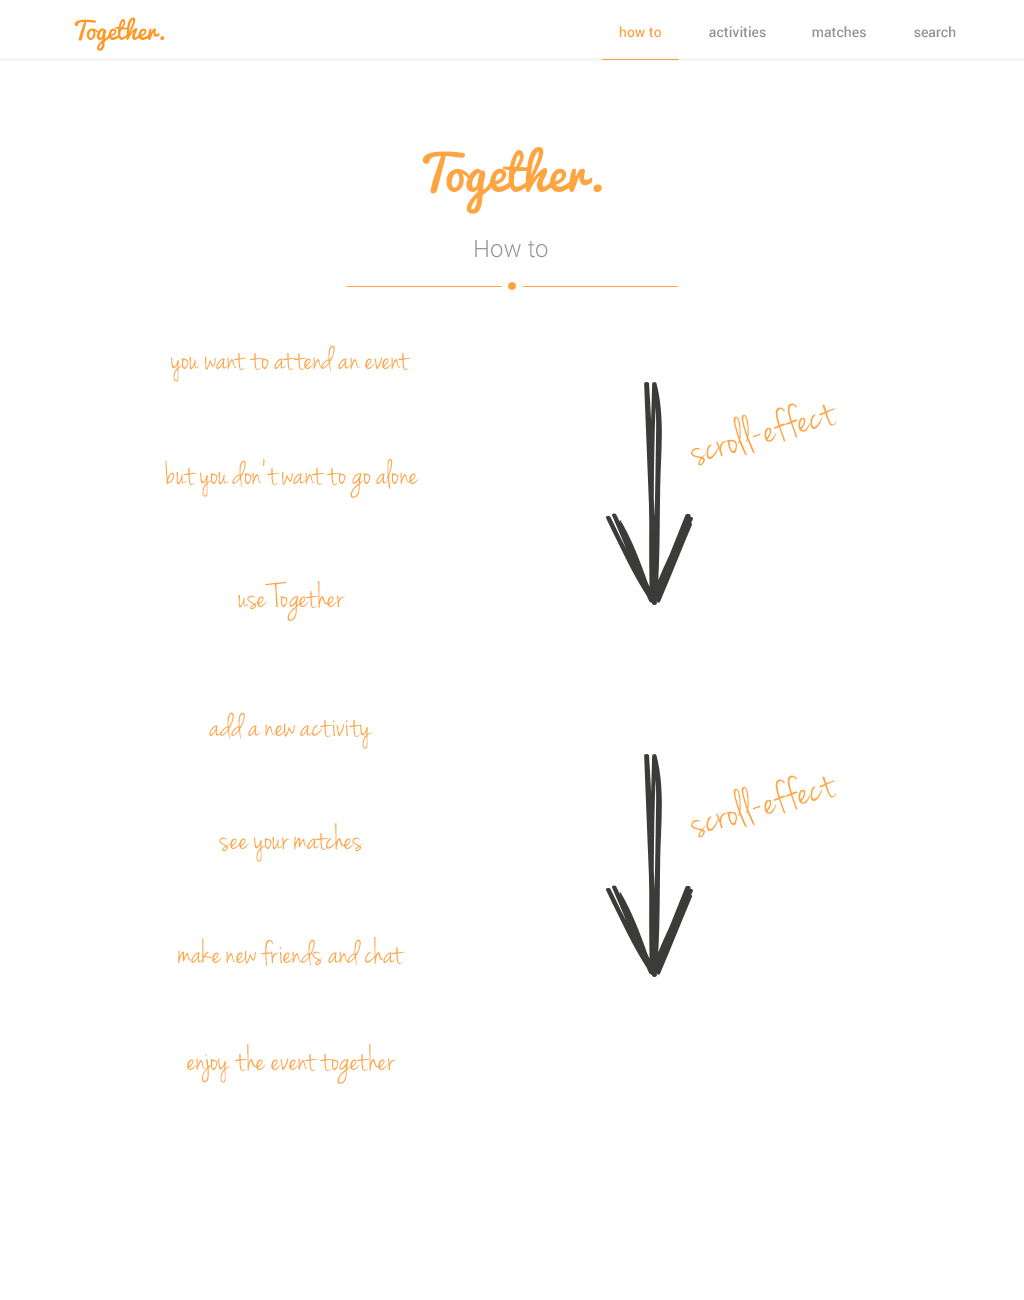 Together.
how to
activities
matches
search
Together.
How to
you want to attend an event
scroll-effect
but you don't want to go alone
use Together
add a new activity
scroll-effect
see your matches
make new friends and chat
enjoy the event together